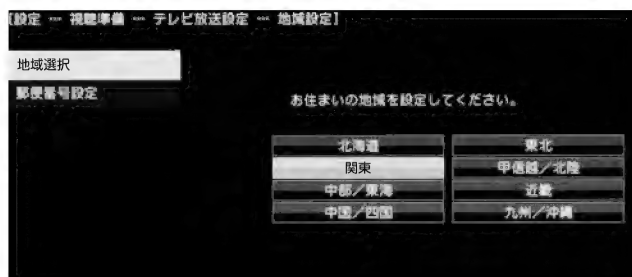 [設定 … 視聴準備 … テレビ放送設定 … 地域設定]
地域選択
郵便番号設定
お住まいの地域を設定してください。
北海道 東北
関東 甲信越／北陸
中部／東海 近畿
中国／四国 九州／沖縄